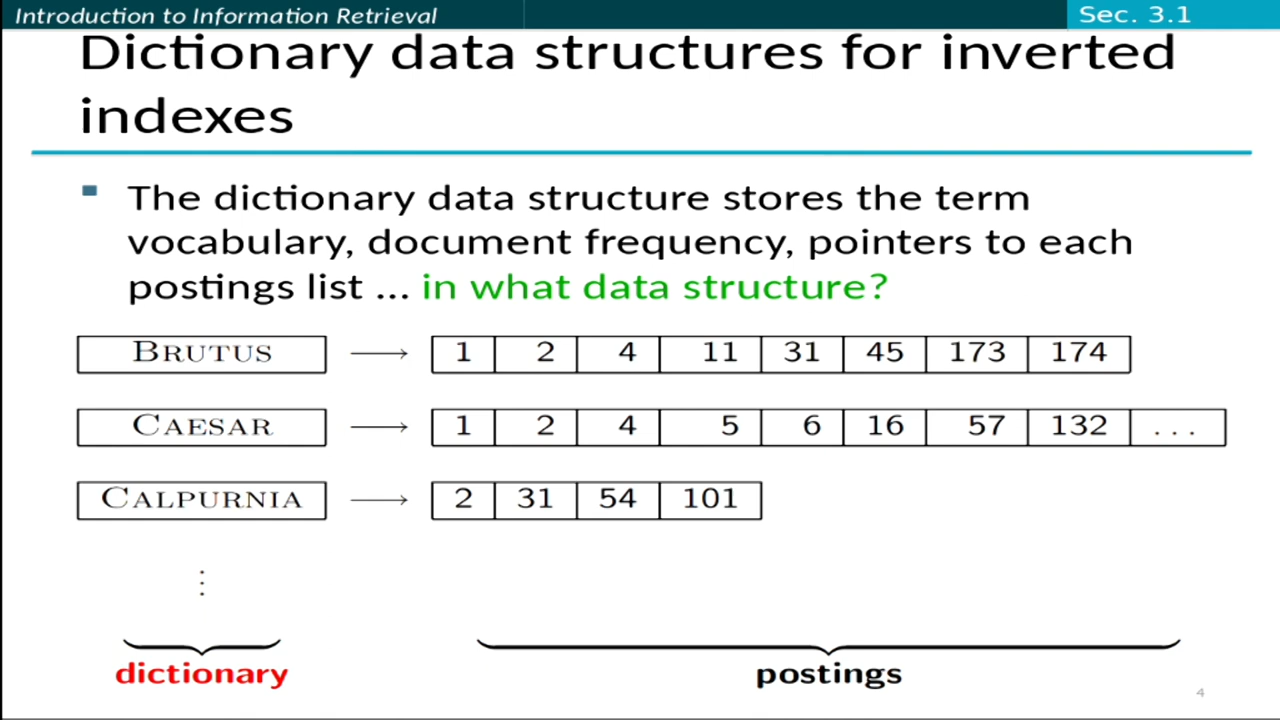 Introduction to Information Retrieval
Sec. 3.1
Dictionary data structures for inverted
indexes
The dictionary data structure stores the term
vocabulary, document frequency, pointers to each
postings list ... in what data structure?
BRUTUS → 1 2 4 11 31 45 173 174
CAESAR → 1 2 4 5 6 16 57 132 ...
CALPURNIA → 2 31 54 101
⋮
dictionary postings
4